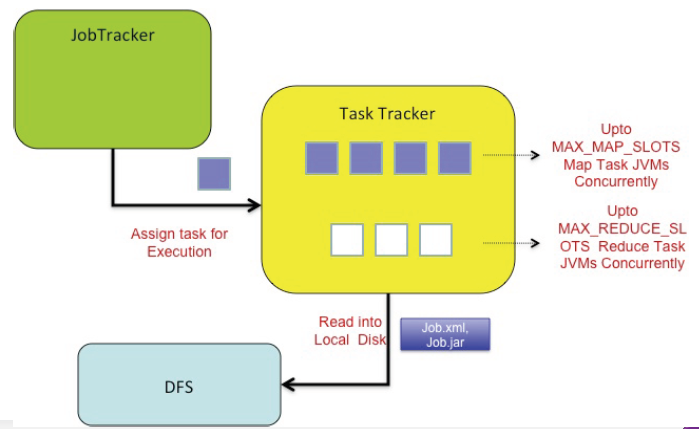 JobTracker
Task Tracker
Upto
MAX_MAP_SLOTS
Map Task JVMs
Concurrently
Upto
MAX_REDUCE_SL
OTS Reduce Task
JVMs Concurrently
Assign task for
Execution
Read into
Local Disk
Job.xml,
Job.jar
DFS